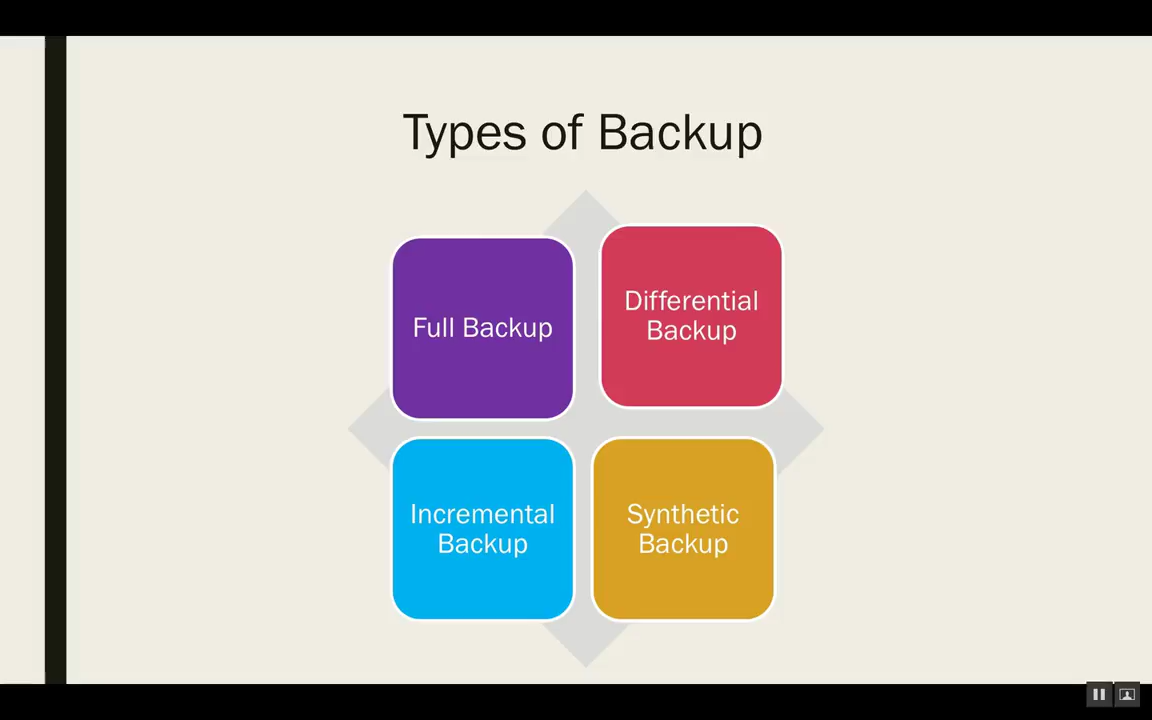 Types of Backup
Full Backup
Differential
Backup
Incremental
Backup
Synthetic
Backup